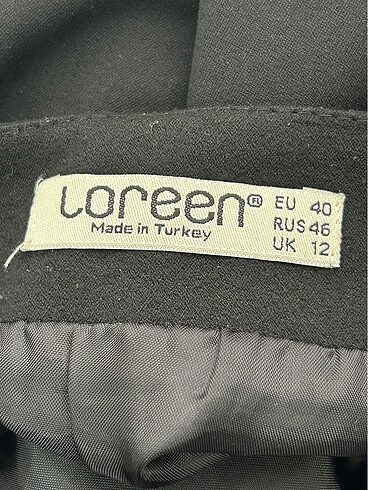 Loreen® EU 40
Made in Turkey RUS 46
UK 12